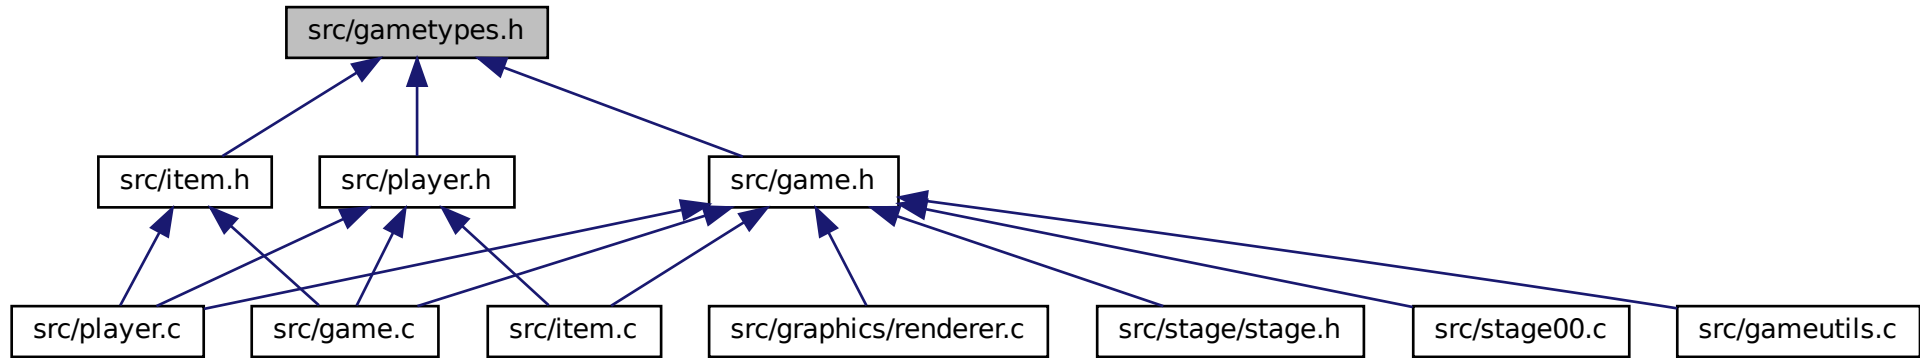 src/gametypes.h
src/item.h
src/player.h
src/game.h
src/player.c
src/game.c
src/item.c
src/graphics/renderer.c
src/stage/stage.h
src/stage00.c
src/gameutils.c